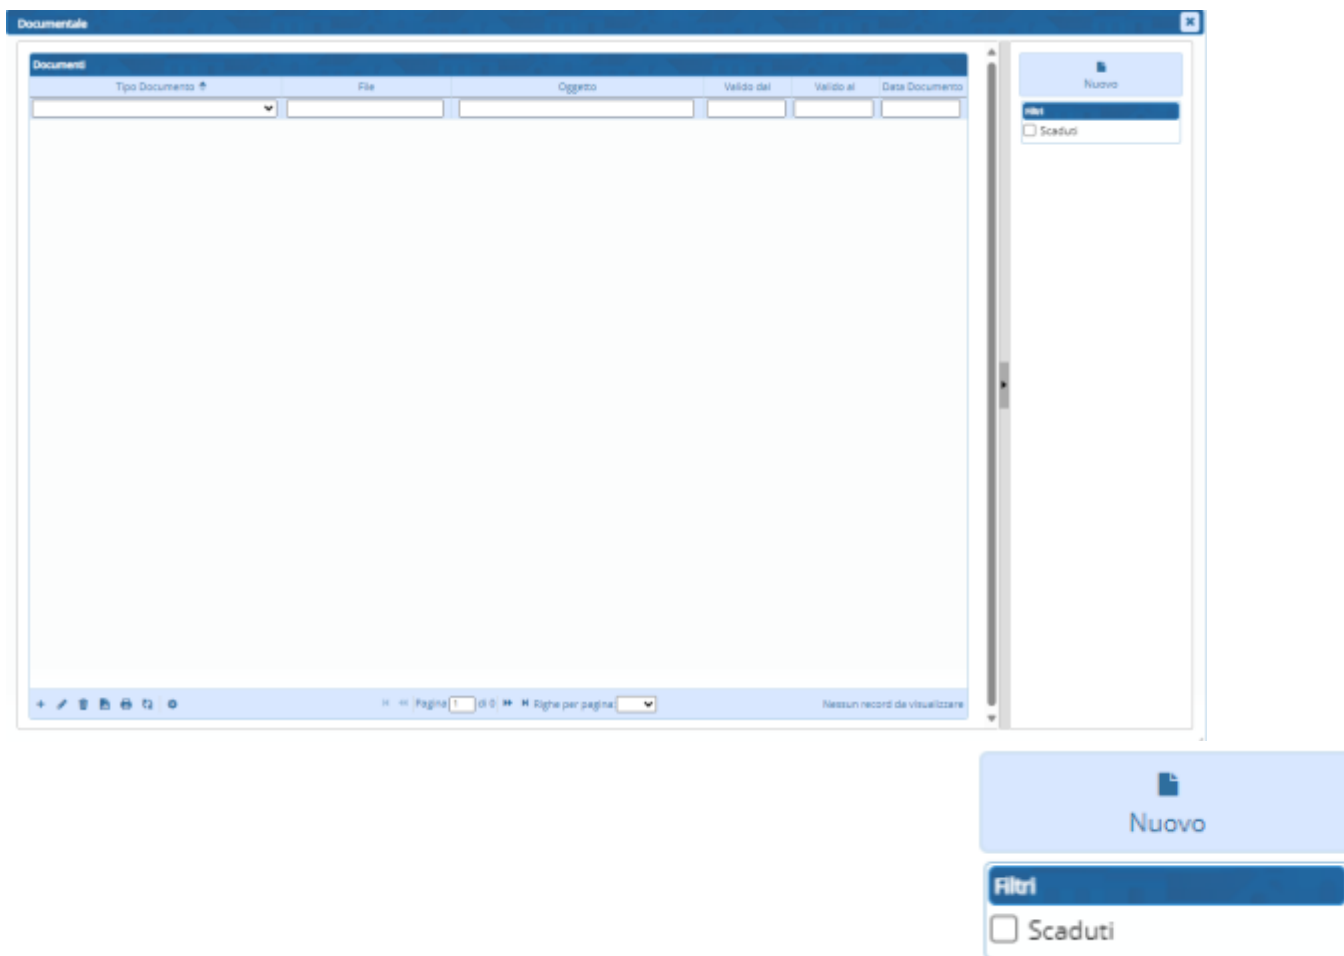 Documentale
Documenti
Tipo Documento File Oggetto Valido dal Valido al Data Documento
Pagina 1 di 0 Righe per pagina: Nessun record da visualizzare
Nuovo
Filtri
Scaduti
Nuovo
Filtri
Scaduti